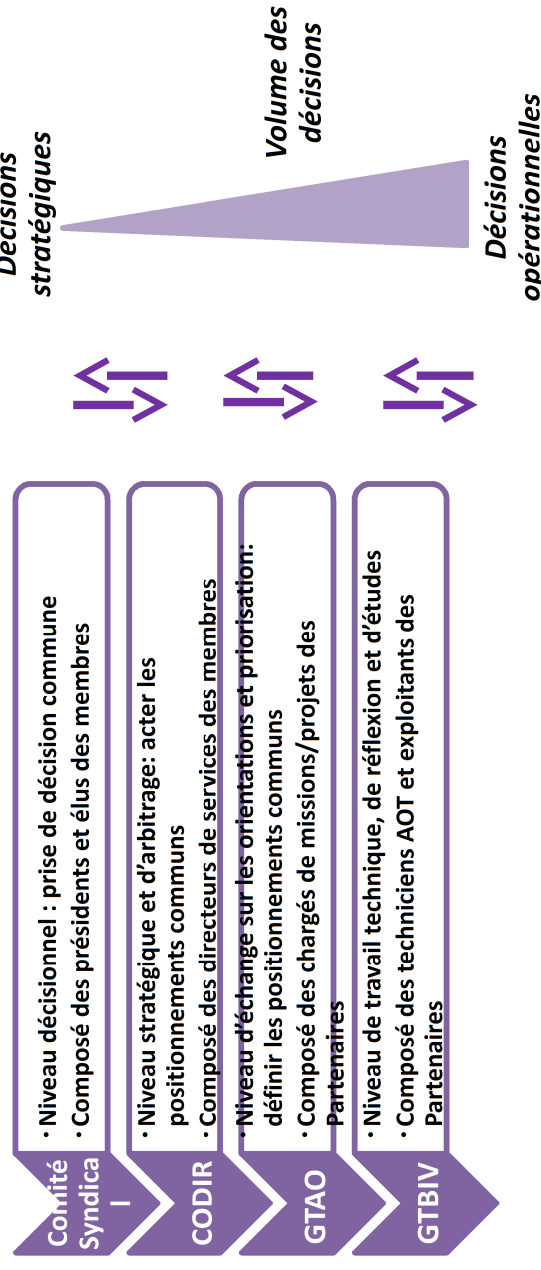 Comité
Syndica
l
• Niveau décisionnel : prise de décision commune
• Composé des présidents et élus des membres
CODIR
• Niveau stratégique et d'arbitrage: acter les
positionnements communs
• Composé des directeurs de services des membres
GTAO
• Niveau d'échange sur les orientations et priorisation:
définir les positionnements communs
• Composé des chargés de missions/projets des
Partenaires
GTBIV
• Niveau de travail technique, de réflexion et d'études
• Composé des techniciens AOT et exploitants des
Partenaires
Décisions
stratégiques
Volume des
décisions
Décisions
opérationnelles